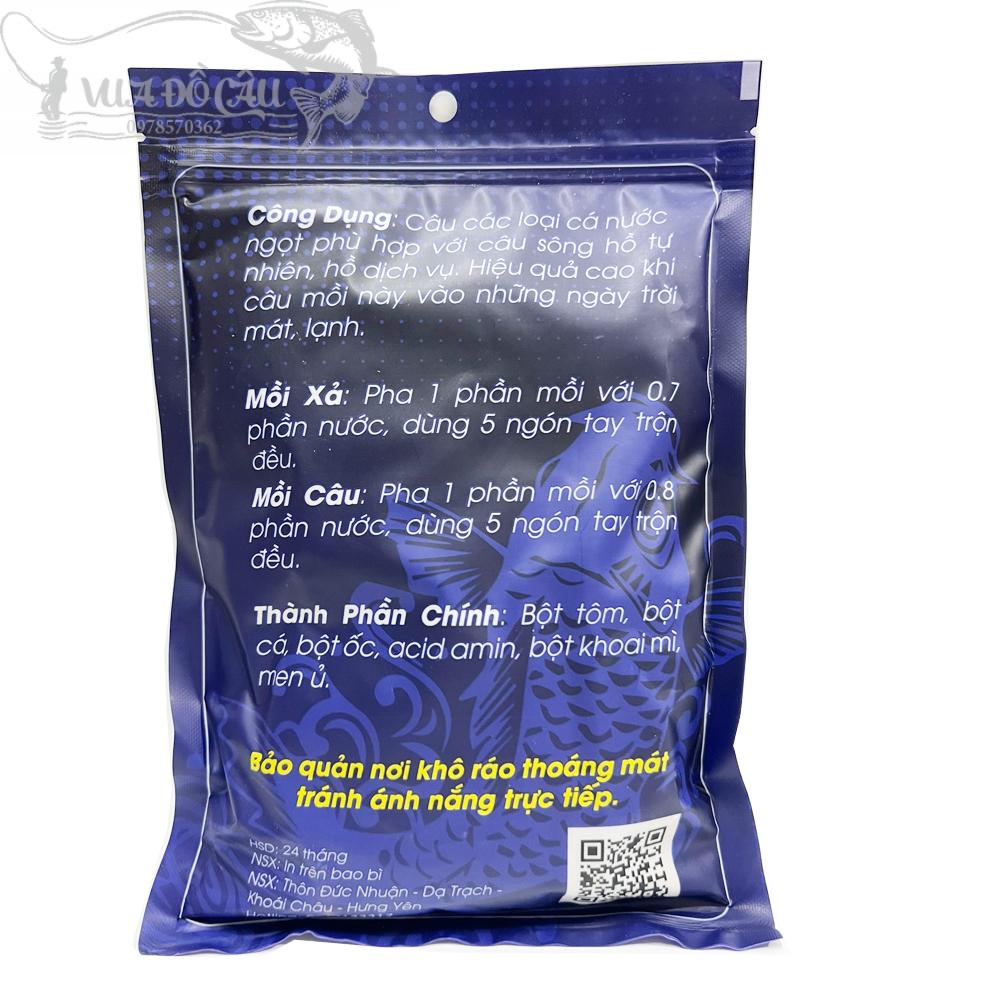 VUA ĐỒ CÂU
0978570362
Công Dụng: Câu các loại cá nước
ngọt phù hợp với câu sông hồ tự
nhiên, hồ dịch vụ. Hiệu quả cao khi
câu mồi này vào những ngày trời
mát, lạnh.
Mồi Xả: Pha 1 phần mồi với 0.7
phần nước, dùng 5 ngón tay trộn
đều.
Mồi Câu: Pha 1 phần mồi với 0.8
phần nước, dùng 5 ngón tay trộn
đều.
Thành Phần Chính: Bột tôm, bột
cá, bột ốc, acid amin, bột khoai mì,
men ủ.
Bảo quản nơi khô ráo thoáng mát
tránh ánh nắng trực tiếp.
HSD: 24 tháng
NSX: In trên bao bì
NSX: Thôn Đức Nhuận - Dạ Trạch -
Khoái Châu - Hưng Yên